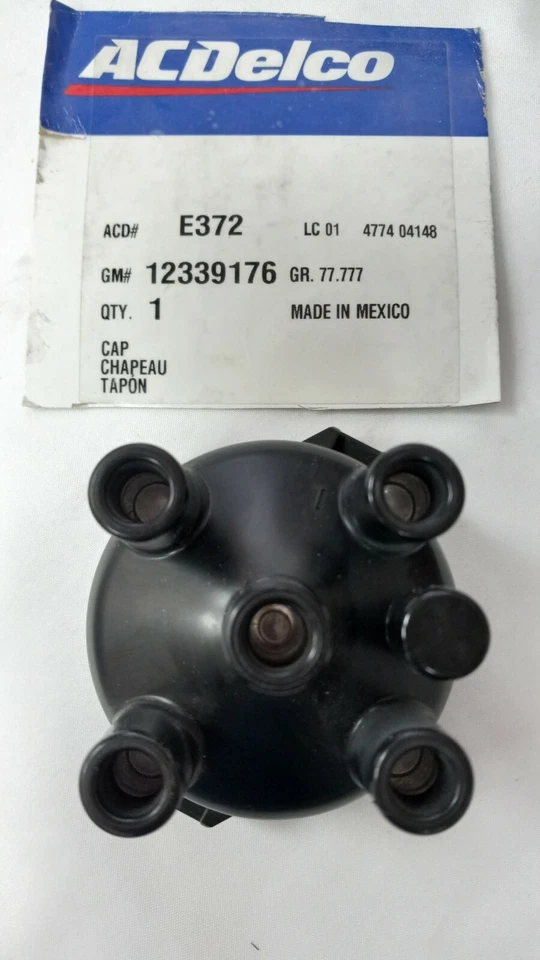 ACDelco
ACD# E372 LC 01 4774 04148
GM# 12339176 GR. 77.777
QTY. 1 MADE IN MEXICO
CAP
CHAPEAU
TAPÓN